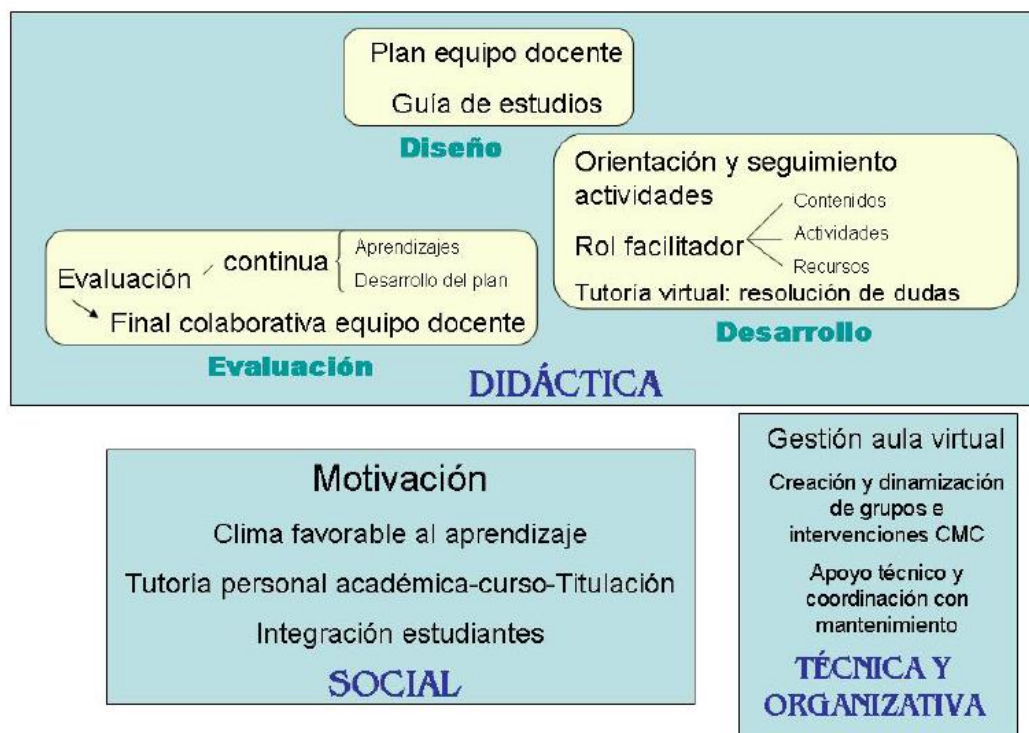 Plan equipo docente
Guía de estudios
Diseño
Orientación y seguimiento
actividades
Contenidos
Rol facilitador
Actividades
Recursos
Tutoría virtual: resolución de dudas
Desarrollo
Evaluación
continua
Aprendizajes
Desarrollo del plan
Final colaborativa equipo docente
Evaluación
DIDÁCTICA
Motivación
Clima favorable al aprendizaje
Tutoría personal académica-curso-Titulación
Integración estudiantes
SOCIAL
Gestión aula virtual
Creación y dinamización
de grupos e
intervenciones CMC
Apoyo técnico y
coordinación con
mantenimiento
TÉCNICA Y
ORGANIZATIVA